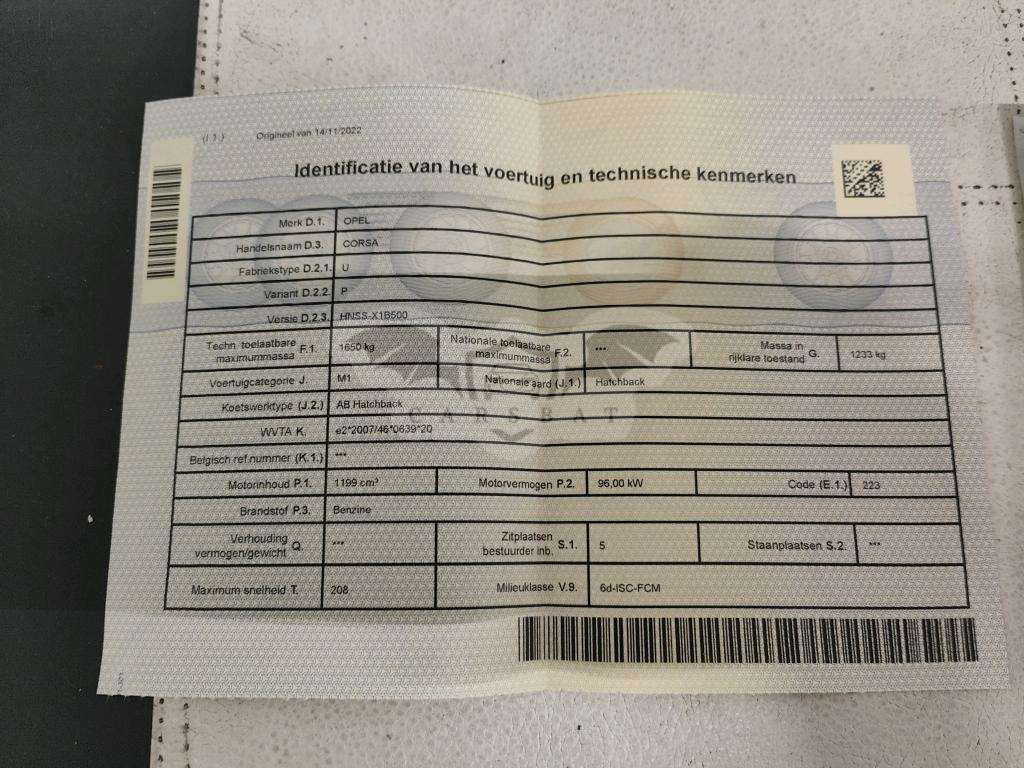 (I.1.) Origineel van 14/11/2022
Identificatie van het voertuig en technische kenmerken
Merk D.1. OPEL
Handelsnaam D.3. CORSA
Fabriekstype D.2.1. U
Variant D.2.2. P
Versie D.2.3. HNSS-X1B500
Techn. toelaatbare maximummassa F.1. 1650 kg Nationale toelaatbare maximummassa F.2. *** Massa in rijklare toestand G. 1233 kg
Voertuigcategorie J. M1 Nationale aard (J.1.) Hatchback
Koetswerktype (J.2.) AB Hatchback
CARSBAT
WVTA K. e2*2007/46*0639*20
Belgisch ref.nummer (K.1.) ***
Motorinhoud P.1. 1199 cm³ Motorvermogen P.2. 96,00 kW Code (E.1.) 223
Brandstof P.3. Benzine
Verhouding vermogen/gewicht Q. *** Zitplaatsen bestuurder inb. S.1. 5 Staanplaatsen S.2. ***
Maximum snelheid T. 208 Milieuklasse V.9. 6d-ISC-FCM